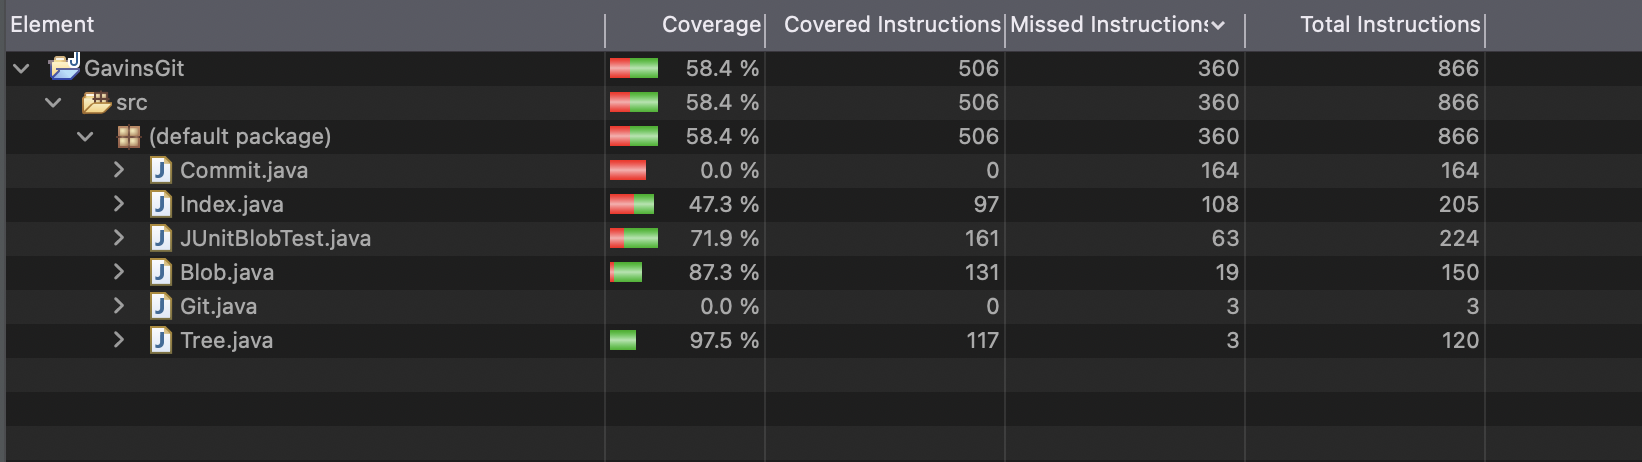 Element Coverage Covered Instructions Missed Instructions Total Instructions
GavinsGit 58.4 % 506 360 866
src 58.4 % 506 360 866
(default package) 58.4 % 506 360 866
Commit.java 0.0 % 0 164 164
Index.java 47.3 % 97 108 205
JUnitBlobTest.java 71.9 % 161 63 224
Blob.java 87.3 % 131 19 150
Git.java 0.0 % 0 3 3
Tree.java 97.5 % 117 3 120